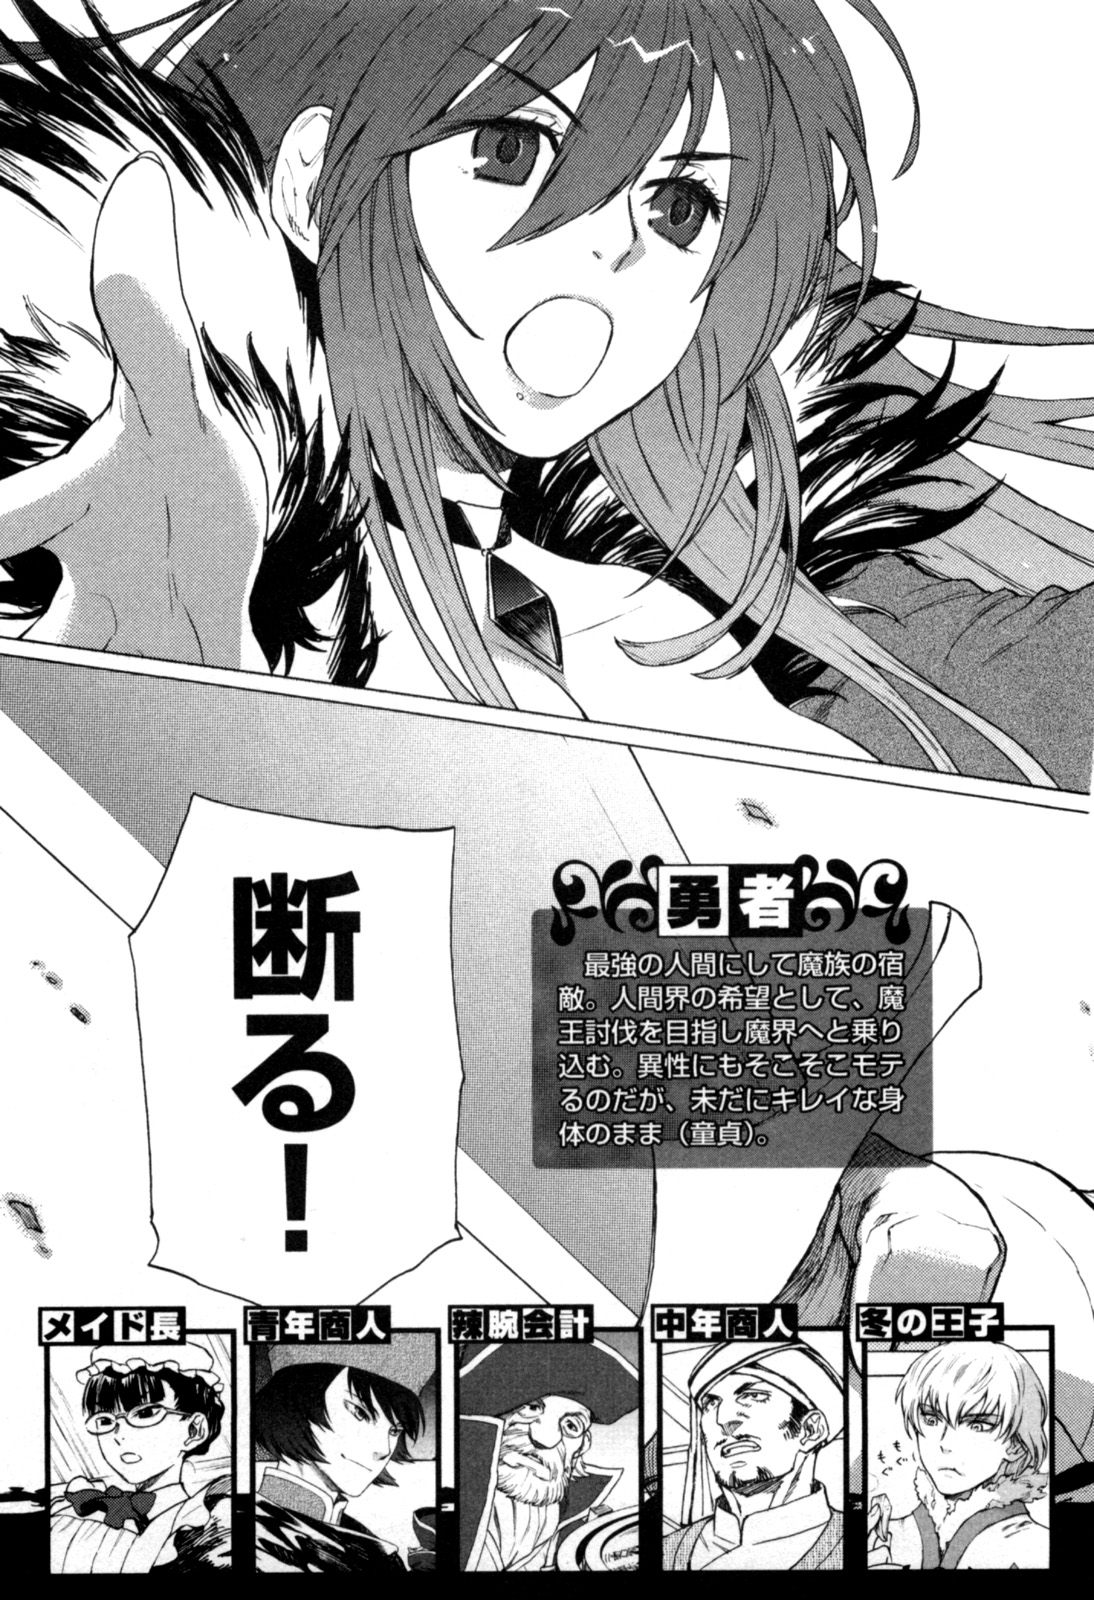 断る！
勇者
最強の人間にして魔族の宿
敵。人間界の希望として、魔
王討伐を目指し魔界へと乗り
込む。異性にもそこそこモテ
るのだが、未だにキレイな身
体のまま（童貞）。
メイド長
青年商人
辣腕会計
中年商人
冬の王子
もぐ
もぐ